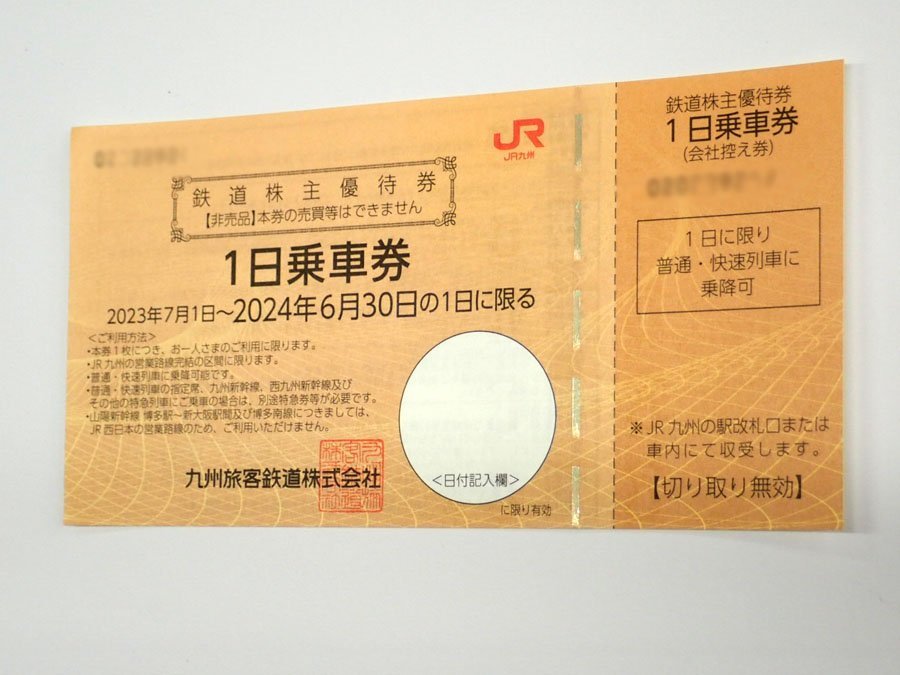 JR
JR九州
鉄道株主優待券
【非売品】本券の売買等はできません
1日乗車券
2023年7月1日～2024年6月30日の1日に限る
＜ご利用方法＞
・本券1枚につき、お一人さまのご利用に限ります。
・JR九州の営業路線完結の区間に限ります。
・普通・快速列車に乗降可能です。
・普通・快速列車の指定席、九州新幹線、西九州新幹線及び
その他の特急列車にご乗車の場合は、別途特急券等が必要です。
・山陽新幹線 博多駅～新大阪駅間及び博多南線につきましては、
JR西日本の営業路線のため、ご利用いただけません。
九州旅客鉄道株式会社
＜日付記入欄＞
に限り有効
鉄道株主優待券
1日乗車券
(会社控え券)
1日に限り
普通・快速列車に
乗降可
※JR九州の駅改札口または
車内にて収受します。
【切り取り無効】